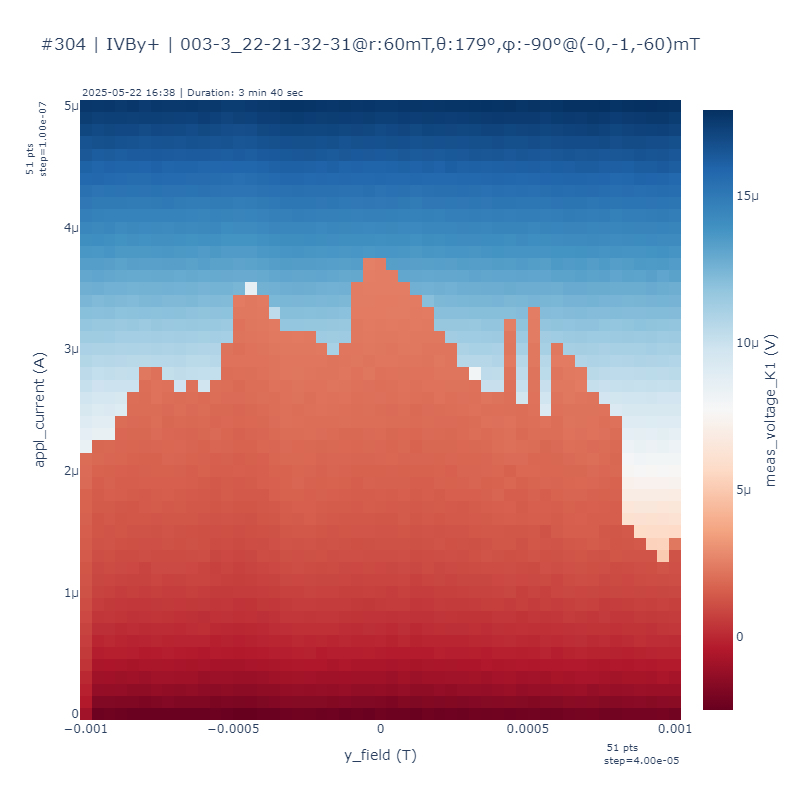 #304 | IVBy+ | 003-3_22-21-32-31@r:60mT,θ:179°,φ:-90°@(-0,-1,-60)mT
2025-05-22 16:38 | Duration: 3 min 40 sec
51 pts
step=1.00e-07
5μ
4μ
3μ
2μ
1μ
0
appl_current (A)
−0.001
−0.0005
0
0.0005
0.001
y_field (T)
51 pts
step=4.00e-05
15μ
10μ
5μ
0
meas_voltage_K1 (V)